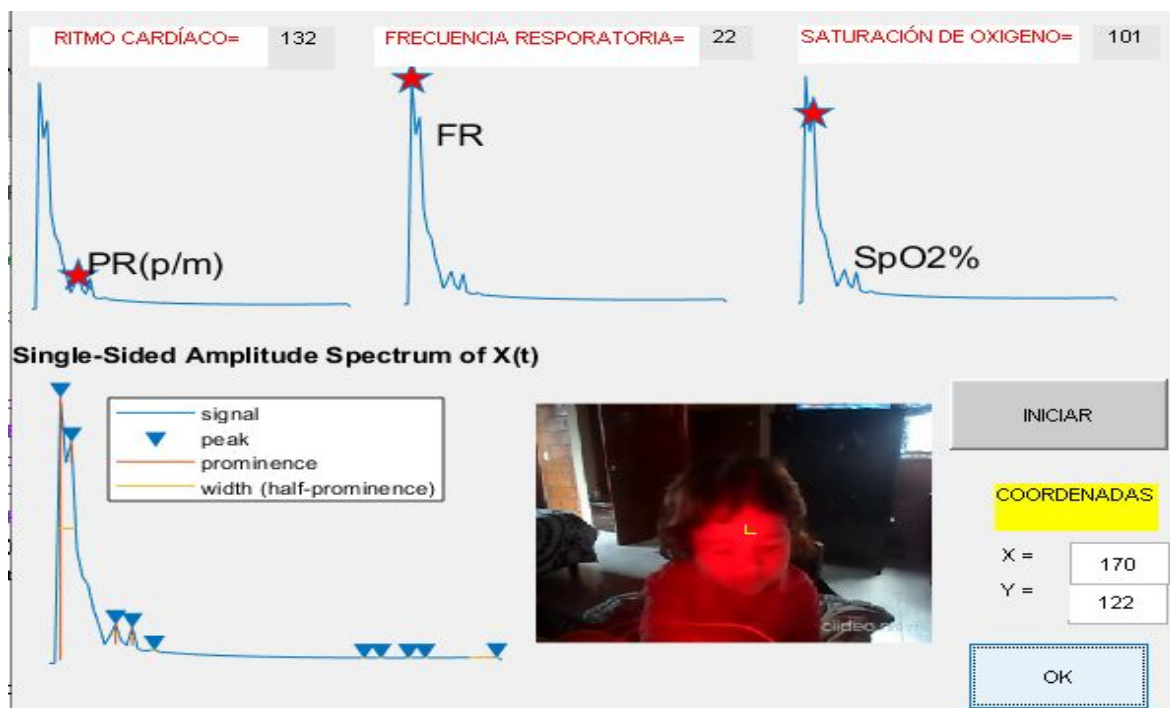 RITMO CARDÍACO= 132 FRECUENCIA RESPORATORIA= 22 SATURACIÓN DE OXIGENO= 101
FR
PR(p/m)
SpO2%
Single-Sided Amplitude Spectrum of X(t)
signal
peak
prominence
width (half-prominence)
INICIAR
COORDENADAS
X = 170
Y = 122
OK